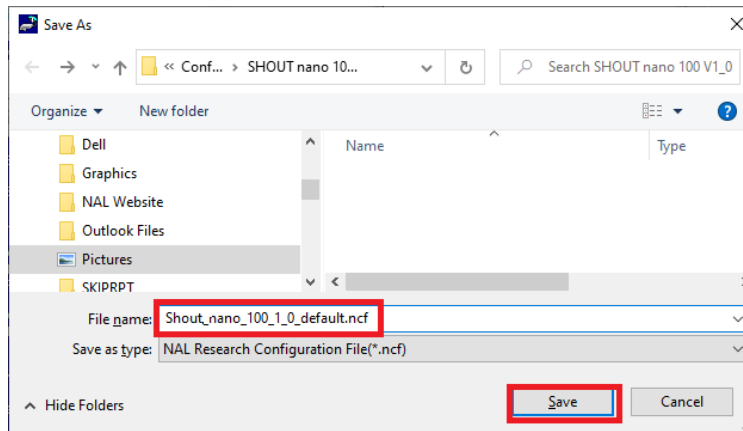 Save As
« Conf... › SHOUT nano 10...
Search SHOUT nano 100 V1_0
Organize
New folder
Dell
Graphics
NAL Website
Outlook Files
Pictures
SKIPRPT
Name
Type
File name: Shout_nano_100_1_0_default.ncf
Save as type: NAL Research Configuration File(*.ncf)
Hide Folders
Save
Cancel